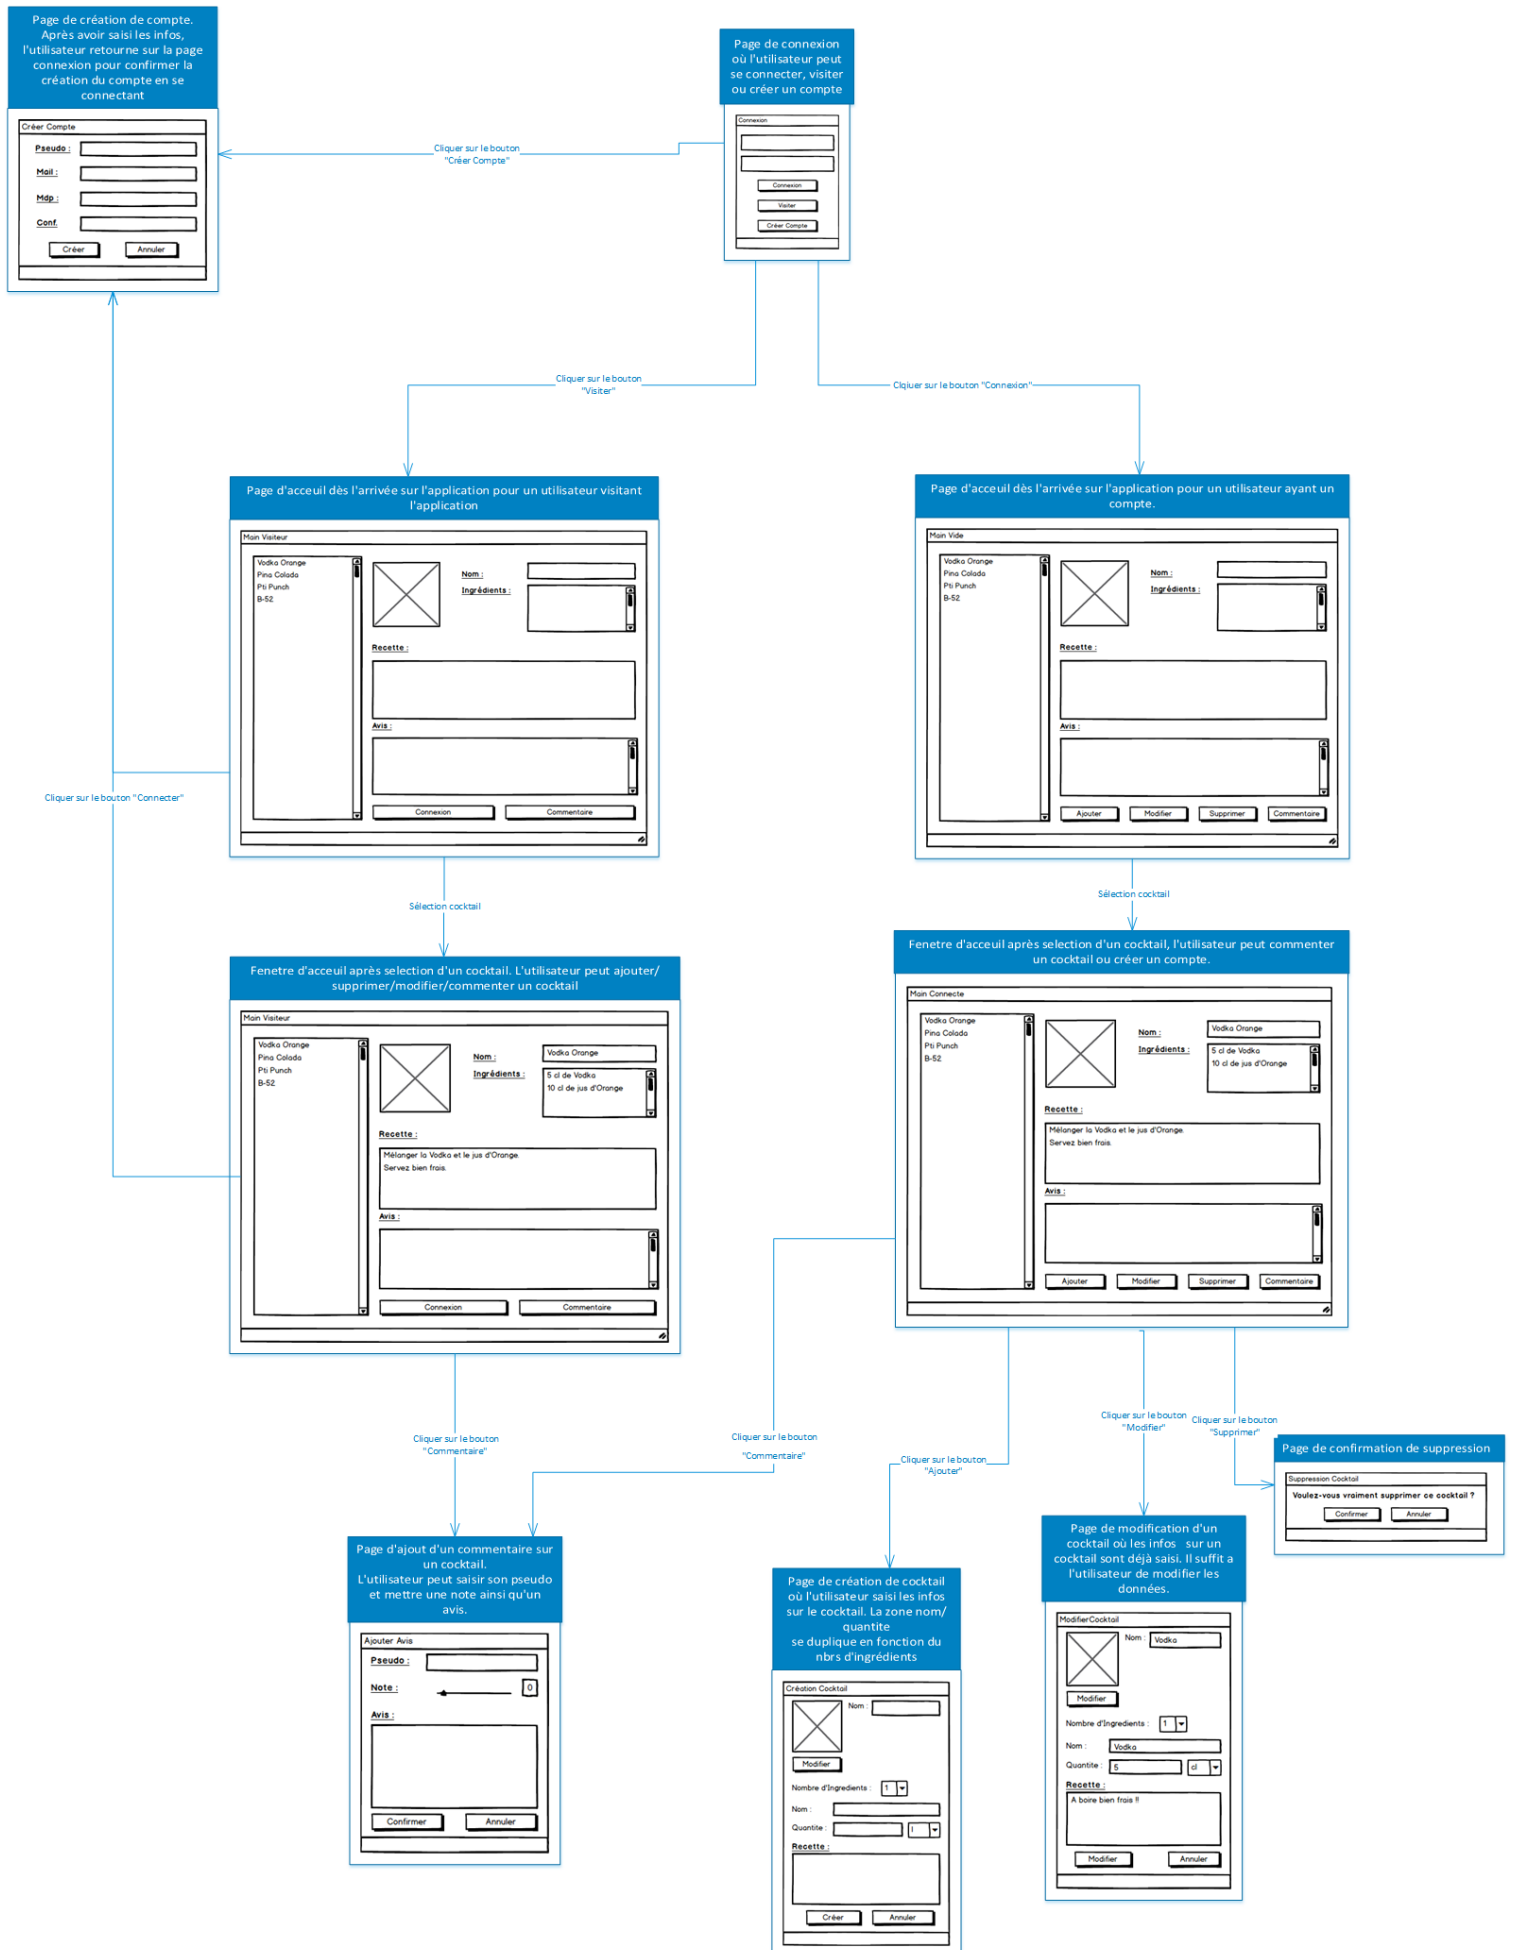 Page de création de compte.
Après avoir saisi les infos,
l'utilisateur retourne sur la page
connexion pour confirmer la
création du compte en se
connectant
Créer Compte
Pseudo :
Mail :
Mdp :
Conf.
Créer
Annuler
Page de connexion
où l'utilisateur peut
se connecter, visiter
ou créer un compte
Connexion
Connexion
Visiter
Créer Compte
Cliquer sur le bouton
"Créer Compte"
Cliquer sur le bouton
"Visiter"
Clqiuer sur le bouton "Connexion"
Page d'acceuil dès l'arrivée sur l'application pour un utilisateur visitant
l'application
Main Visiteur
Vodka Orange
Pina Colada
Pti Punch
B-52
Nom :
Ingrédients :
Recette :
Avis :
Connexion
Commentaire
Page d'acceuil dès l'arrivée sur l'application pour un utilisateur ayant un
compte.
Main Vide
Vodka Orange
Pina Colada
Pti Punch
B-52
Nom :
Ingrédients :
Recette :
Avis :
Ajouter
Modifier
Supprimer
Commentaire
Cliquer sur le bouton "Connecter"
Sélection cocktail
Sélection cocktail
Fenetre d'acceuil après selection d'un cocktail. L'utilisateur peut ajouter/
supprimer/modifier/commenter un cocktail
Main Visiteur
Vodka Orange
Pina Colada
Pti Punch
B-52
Nom :
Vodka Orange
Ingrédients :
5 cl de Vodka
10 cl de jus d'Orange
Recette :
Mélanger la Vodka et le jus d'Orange.
Servez bien frais.
Avis :
Connexion
Commentaire
Fenetre d'acceuil après selection d'un cocktail, l'utilisateur peut commenter
un cocktail ou créer un compte.
Main Connecte
Vodka Orange
Pina Colada
Pti Punch
B-52
Nom :
Vodka Orange
Ingrédients :
5 cl de Vodka
10 cl de jus d'Orange
Recette :
Mélanger la Vodka et le jus d'Orange.
Servez bien frais.
Avis :
Ajouter
Modifier
Supprimer
Commentaire
Cliquer sur le bouton
"Commentaire"
Cliquer sur le bouton
"Commentaire"
Cliquer sur le bouton
"Ajouter"
Cliquer sur le bouton
"Modifier"
Cliquer sur le bouton
"Supprimer"
Page de confirmation de suppression
Suppression Cocktail
Voulez-vous vraiment supprimer ce cocktail ?
Confirmer
Annuler
Page d'ajout d'un commentaire sur
un cocktail.
L'utilisateur peut saisir son pseudo
et mettre une note ainsi qu'un
avis.
Ajouter Avis
Pseudo :
Note :
0
Avis :
Confirmer
Annuler
Page de création de cocktail
où l'utilisateur saisi les infos
sur le cocktail. La zone nom/
quantite
se duplique en fonction du
nbrs d'ingrédients
Création Cocktail
Nom :
Modifier
Nombre d'Ingredients :
1
Nom :
Quantite :
l
Recette :
Créer
Annuler
Page de modification d'un
cocktail où les infos sur un
cocktail sont déjà saisi. Il suffit a
l'utilisateur de modifier les
données.
ModifierCocktail
Nom :
Vodka
Modifier
Nombre d'Ingredients :
1
Nom :
Vodka
Quantite :
5
cl
Recette :
A boire bien frais !!
Modifier
Annuler